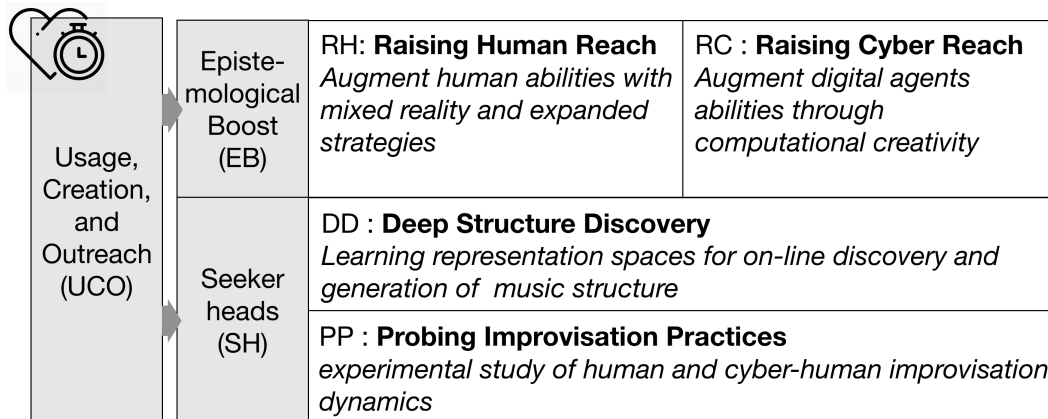 Usage,
Creation,
and
Outreach
(UCO)
Episte-
mological
Boost
(EB)
RH: Raising Human Reach
Augment human abilities with
mixed reality and expanded
strategies
RC : Raising Cyber Reach
Augment digital agents
abilities through
computational creativity
Seeker
heads
(SH)
DD : Deep Structure Discovery
Learning representation spaces for on-line discovery and
generation of music structure
PP : Probing Improvisation Practices
experimental study of human and cyber-human improvisation
dynamics